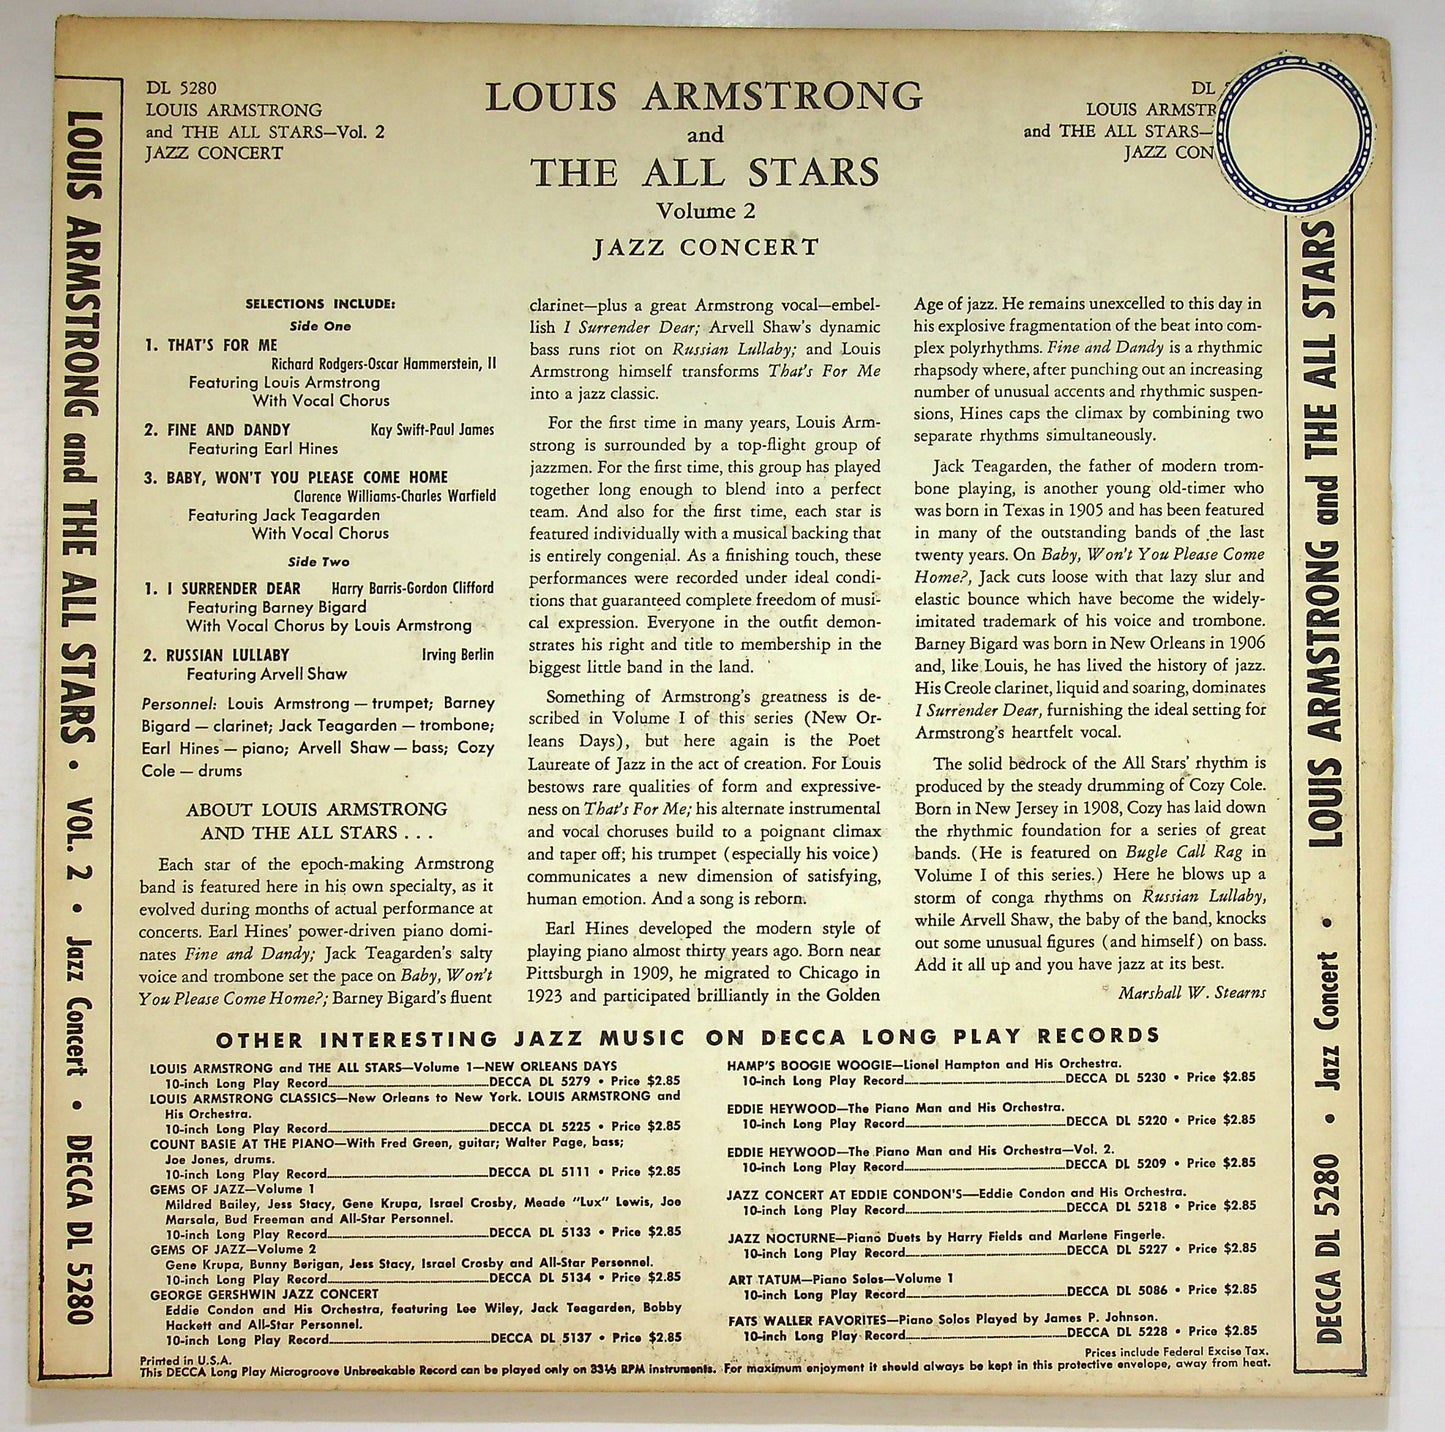 DL 5280
LOUIS ARMSTRONG
and THE ALL STARS—Vol. 2
JAZZ CONCERT
LOUIS ARMSTRONG
and
THE ALL STARS
Volume 2
JAZZ CONCERT
DL
LOUIS ARMSTR
and THE ALL STARS—
JAZZ CON
LOUIS ARMSTRONG and THE ALL STARS • VOL. 2 • Jazz Concert • DECCA DL 5280
SELECTIONS INCLUDE:
Side One
1. THAT'S FOR ME
Richard Rodgers-Oscar Hammerstein, II
Featuring Louis Armstrong
With Vocal Chorus
2. FINE AND DANDY Kay Swift-Paul James
Featuring Earl Hines
3. BABY, WON'T YOU PLEASE COME HOME
Clarence Williams-Charles Warfield
Featuring Jack Teagarden
With Vocal Chorus
Side Two
1. I SURRENDER DEAR Harry Barris-Gordon Clifford
Featuring Barney Bigard
With Vocal Chorus by Louis Armstrong
2. RUSSIAN LULLABY Irving Berlin
Featuring Arvell Shaw
Personnel: Louis Armstrong — trumpet; Barney
Bigard — clarinet; Jack Teagarden — trombone;
Earl Hines — piano; Arvell Shaw — bass; Cozy
Cole — drums
ABOUT LOUIS ARMSTRONG
AND THE ALL STARS . . .
Each star of the epoch-making Armstrong
band is featured here in his own specialty, as it
evolved during months of actual performance at
concerts. Earl Hines' power-driven piano domi-
nates Fine and Dandy; Jack Teagarden's salty
voice and trombone set the pace on Baby, Won't
You Please Come Home?; Barney Bigard's fluent
clarinet—plus a great Armstrong vocal—embel-
lish I Surrender Dear; Arvell Shaw's dynamic
bass runs riot on Russian Lullaby; and Louis
Armstrong himself transforms That's For Me
into a jazz classic.
For the first time in many years, Louis Arm-
strong is surrounded by a top-flight group of
jazzmen. For the first time, this group has played
together long enough to blend into a perfect
team. And also for the first time, each star is
featured individually with a musical backing that
is entirely congenial. As a finishing touch, these
performances were recorded under ideal condi-
tions that guaranteed complete freedom of musi-
cal expression. Everyone in the outfit demon-
strates his right and title to membership in the
biggest little band in the land.
Something of Armstrong's greatness is de-
scribed in Volume I of this series (New Or-
leans Days), but here again is the Poet
Laureate of Jazz in the act of creation. For Louis
bestows rare qualities of form and expressive-
ness on That's For Me; his alternate instrumental
and vocal choruses build to a poignant climax
and taper off; his trumpet (especially his voice)
communicates a new dimension of satisfying,
human emotion. And a song is reborn.
Earl Hines developed the modern style of
playing piano almost thirty years ago. Born near
Pittsburgh in 1909, he migrated to Chicago in
1923 and participated brilliantly in the Golden
Age of jazz. He remains unexcelled to this day in
his explosive fragmentation of the beat into com-
plex polyrhythms. Fine and Dandy is a rhythmic
rhapsody where, after punching out an increasing
number of unusual accents and rhythmic suspen-
sions, Hines caps the climax by combining two
separate rhythms simultaneously.
Jack Teagarden, the father of modern trom-
bone playing, is another young old-timer who
was born in Texas in 1905 and has been featured
in many of the outstanding bands of the last
twenty years. On Baby, Won't You Please Come
Home?, Jack cuts loose with that lazy slur and
elastic bounce which have become the widely-
imitated trademark of his voice and trombone.
Barney Bigard was born in New Orleans in 1906
and, like Louis, he has lived the history of jazz.
His Creole clarinet, liquid and soaring, dominates
I Surrender Dear, furnishing the ideal setting for
Armstrong's heartfelt vocal.
The solid bedrock of the All Stars' rhythm is
produced by the steady drumming of Cozy Cole.
Born in New Jersey in 1908, Cozy has laid down
the rhythmic foundation for a series of great
bands. (He is featured on Bugle Call Rag in
Volume I of this series.) Here he blows up a
storm of conga rhythms on Russian Lullaby,
while Arvell Shaw, the baby of the band, knocks
out some unusual figures (and himself) on bass.
Add it all up and you have jazz at its best.
Marshall W. Stearns
LOUIS ARMSTRONG and THE ALL STARS
DECCA DL 5280 • Jazz Concert •
OTHER INTERESTING JAZZ MUSIC ON DECCA LONG PLAY RECORDS
LOUIS ARMSTRONG and THE ALL STARS—Volume 1—NEW ORLEANS DAYS
10-inch Long Play Record DECCA DL 5279 • Price $2.85
LOUIS ARMSTRONG CLASSICS—New Orleans to New York. LOUIS ARMSTRONG and
His Orchestra.
10-inch Long Play Record DECCA DL 5225 • Price $2.85
COUNT BASIE AT THE PIANO—With Fred Green, guitar; Walter Page, bass;
Joe Jones, drums.
10-inch Long Play Record DECCA DL 5111 • Price $2.85
GEMS OF JAZZ—Volume 1
Mildred Bailey, Jess Stacy, Gene Krupa, Israel Crosby, Meade "Lux" Lewis, Joe
Marsala, Bud Freeman and All-Star Personnel.
10-inch Long Play Record DECCA DL 5133 • Price $2.85
GEMS OF JAZZ—Volume 2
Gene Krupa, Bunny Berigan, Jess Stacy, Israel Crosby and All-Star Personnel.
10-inch Long Play Record DECCA DL 5134 • Price $2.85
GEORGE GERSHWIN JAZZ CONCERT
Eddie Condon and His Orchestra, featuring Lee Wiley, Jack Teagarden, Bobby
Hackett and All-Star Personnel.
10-inch Long Play Record DECCA DL 5137 • Price $2.85
HAMP'S BOOGIE WOOGIE—Lionel Hampton and His Orchestra.
10-inch Long Play Record DECCA DL 5230 • Price $2.85
EDDIE HEYWOOD—The Piano Man and His Orchestra.
10-inch Long Play Record DECCA DL 5220 • Price $2.85
EDDIE HEYWOOD—The Piano Man and His Orchestra—Vol. 2.
10-inch Long Play Record DECCA DL 5209 • Price $2.85
JAZZ CONCERT AT EDDIE CONDON'S—Eddie Condon and His Orchestra.
10-inch Long Play Record DECCA DL 5218 • Price $2.85
JAZZ NOCTURNE—Piano Duets by Harry Fields and Marlene Fingerle.
10-inch Long Play Record DECCA DL 5227 • Price $2.85
ART TATUM—Piano Solos—Volume 1
10-inch Long Play Record DECCA DL 5086 • Price $2.85
FATS WALLER FAVORITES—Piano Solos Played by James P. Johnson.
10-inch Long Play Record DECCA DL 5228 • Price $2.85
Prices include Federal Excise Tax.
Printed in U.S.A.
This DECCA Long Play Microgroove Unbreakable Record can be played only on 33⅓ RPM instruments. For maximum enjoyment it should always be kept in this protective envelope, away from heat.